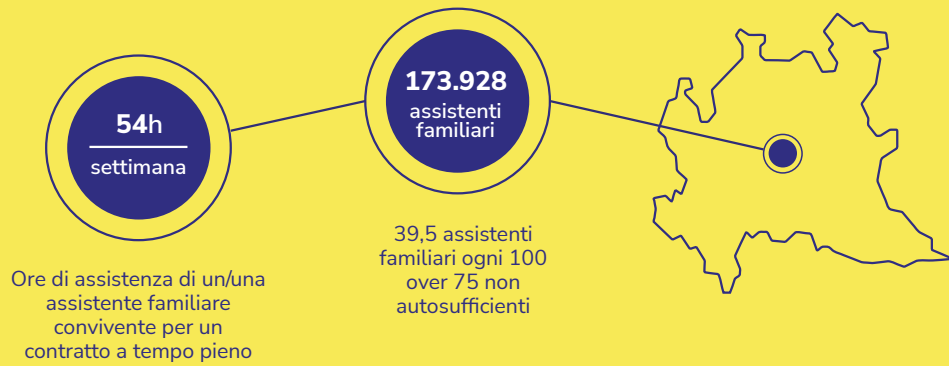 54h
settimana
Ore di assistenza di un/una
assistente familiare
convivente per un
contratto a tempo pieno
173.928
assistenti
familiari
39,5 assistenti
familiari ogni 100
over 75 non
autosufficienti